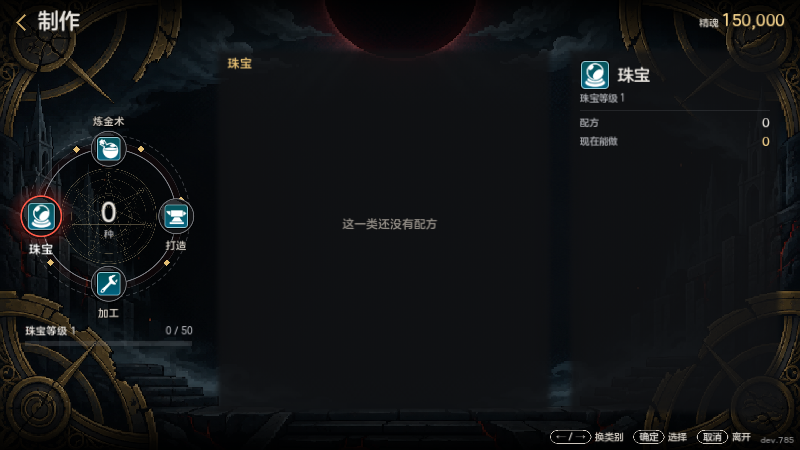 制作
精魂 150,000
珠宝
珠宝
珠宝等级 1
配方 0
现在能做 0
炼金术
0
种
珠宝
打造
加工
珠宝等级 1 0 / 50
这一类还没有配方
←/→ 换类别 确定 选择 取消 离开
dev.785